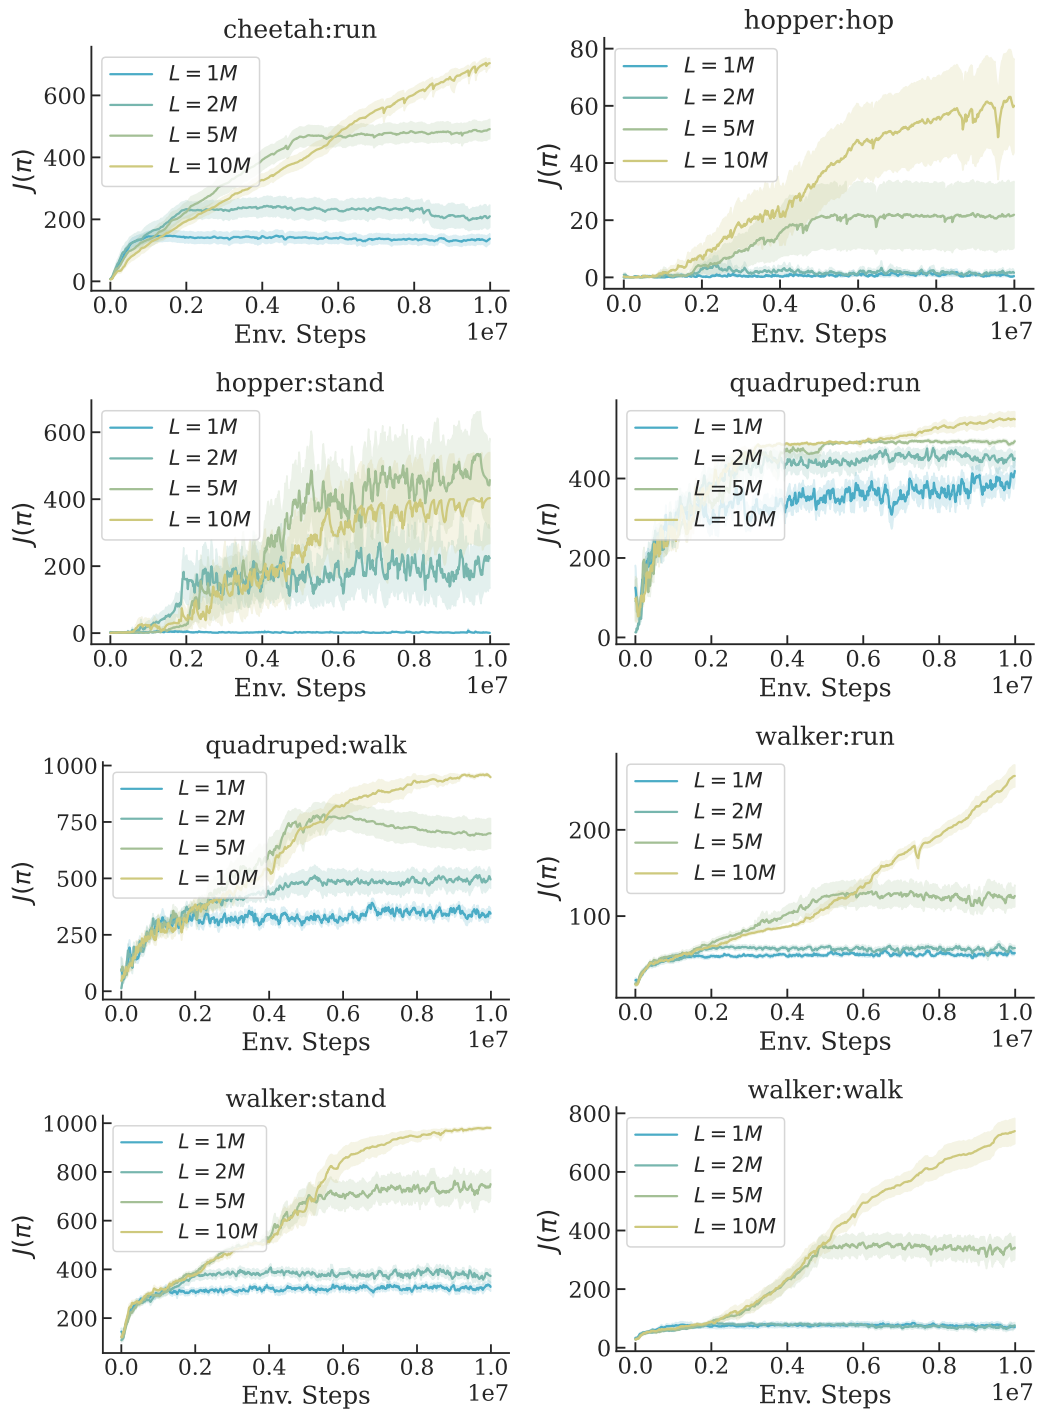 cheetah:run
J(π)
600
400
200
0
L = 1M
L = 2M
L = 5M
L = 10M
0.0 0.2 0.4 0.6 0.8 1.0
Env. Steps 1e7
hopper:hop
J(π)
80
60
40
20
0
L = 1M
L = 2M
L = 5M
L = 10M
0.0 0.2 0.4 0.6 0.8 1.0
Env. Steps 1e7
hopper:stand
J(π)
600
400
200
0
L = 1M
L = 2M
L = 5M
L = 10M
0.0 0.2 0.4 0.6 0.8 1.0
Env. Steps 1e7
quadruped:run
J(π)
400
200
0
L = 1M
L = 2M
L = 5M
L = 10M
0.0 0.2 0.4 0.6 0.8 1.0
Env. Steps 1e7
quadruped:walk
J(π)
1000
750
500
250
0
L = 1M
L = 2M
L = 5M
L = 10M
0.0 0.2 0.4 0.6 0.8 1.0
Env. Steps 1e7
walker:run
J(π)
200
100
L = 1M
L = 2M
L = 5M
L = 10M
0.0 0.2 0.4 0.6 0.8 1.0
Env. Steps 1e7
walker:stand
J(π)
1000
800
600
400
200
L = 1M
L = 2M
L = 5M
L = 10M
0.0 0.2 0.4 0.6 0.8 1.0
Env. Steps 1e7
walker:walk
J(π)
800
600
400
200
0
L = 1M
L = 2M
L = 5M
L = 10M
0.0 0.2 0.4 0.6 0.8 1.0
Env. Steps 1e7